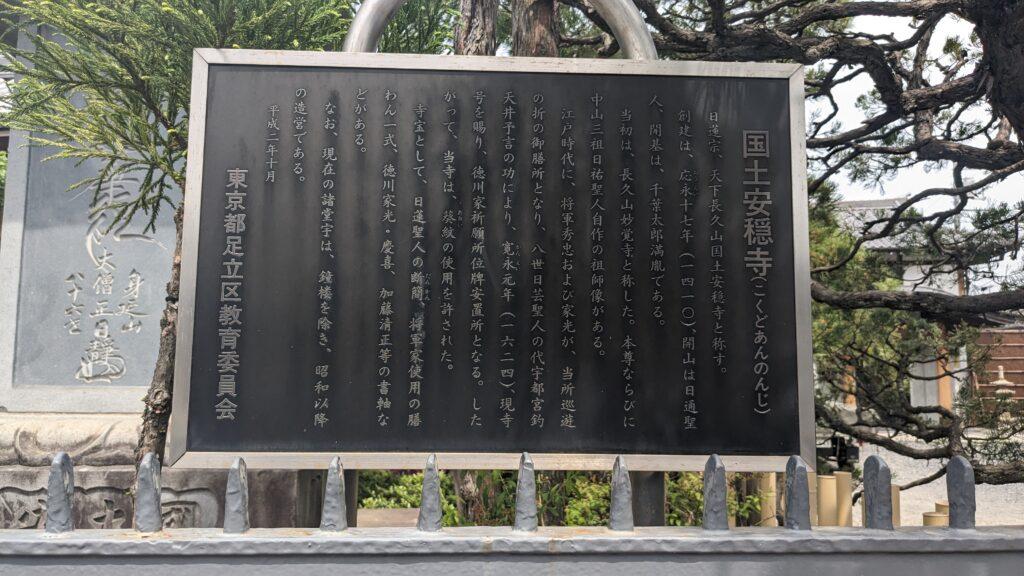 国土安穏寺(こくどあんのんじ)
日蓮宗、天下長久山国土安穏寺と称す。
創建は、応永十七年(一四一〇)、開山は日通聖
人、開基は、千葉太郎満胤である。
当初は、長久山妙覚寺と称した。本尊ならびに
中山三祖日祐聖人自作の祖師像がある。
江戸時代に、将軍秀忠および家光が、当所巡遊
の折の御膳所となり、八世日芸聖人の代宇都宮釣
天井予言の功により、寛永元年(一六二四)、現寺
号を賜り、徳川家祈願所位牌安置所となる。した
がって、当寺は、葵紋の使用を許された。
寺宝として、日蓮聖人の断簡、将軍家使用の膳
わん一式、徳川家光・慶喜、加藤清正等の書軸な
どがある。
なお、現在の諸堂宇は、鐘楼を除き、昭和以降
の造営である。
平成二年十月
東京都足立区教育委員会
身延山
八十六世
大僧正日